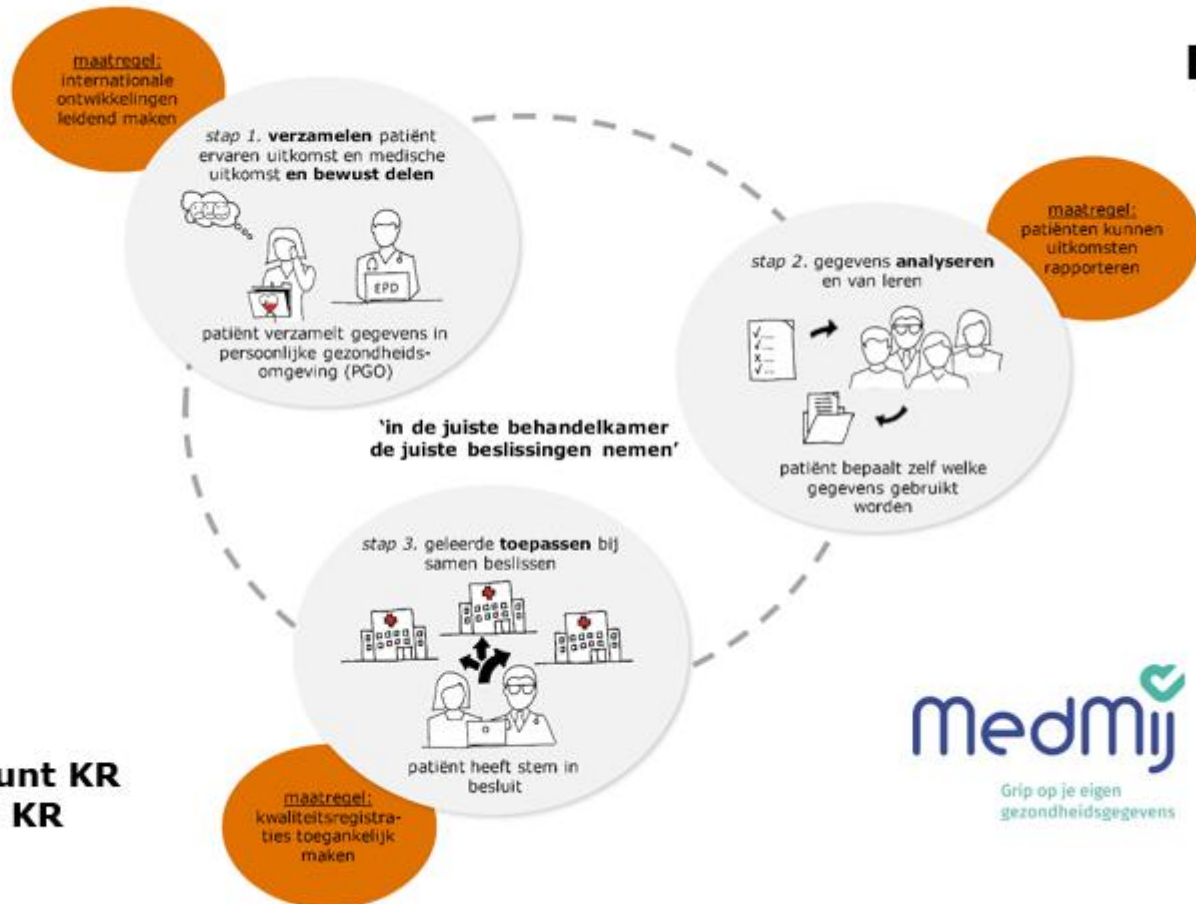 maatregel:
internationale
ontwikkelingen
leidend maken
stap 1. verzamelen patiënt
ervaren uitkomst en medische
uitkomst en bewust delen
EPD
patiënt verzamelt gegevens in
persoonlijke gezondheids-
omgeving (PGO)
maatregel:
patiënten kunnen
uitkomsten
rapporteren
stap 2. gegevens analyseren
en van leren
√ ...
√ ...
x ...
√ ...
patiënt bepaalt zelf welke
gegevens gebruikt
worden
‘in de juiste behandelkamer
de juiste beslissingen nemen’
stap 3. geleerde toepassen bij
samen beslissen
patiënt heeft stem in
besluit
maatregel:
kwaliteitsregistra-
ties toegankelijk
maken
unt KR
KR
MedMij
Grip op je eigen
gezondheidsgegevens